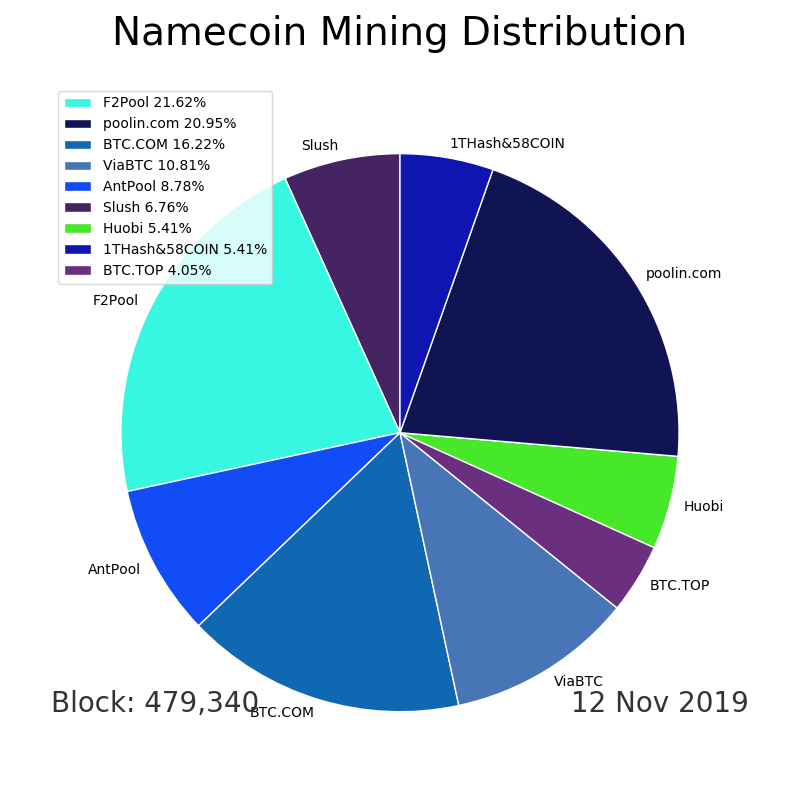 Namecoin Mining Distribution
F2Pool 21.62%
poolin.com 20.95%
BTC.COM 16.22%
ViaBTC 10.81%
AntPool 8.78%
Slush 6.76%
Huobi 5.41%
1THash&58COIN 5.41%
BTC.TOP 4.05%
Slush
1THash&58COIN
poolin.com
F2Pool
Huobi
AntPool
BTC.TOP
ViaBTC
BTC.COM
Block: 479,340
12 Nov 2019